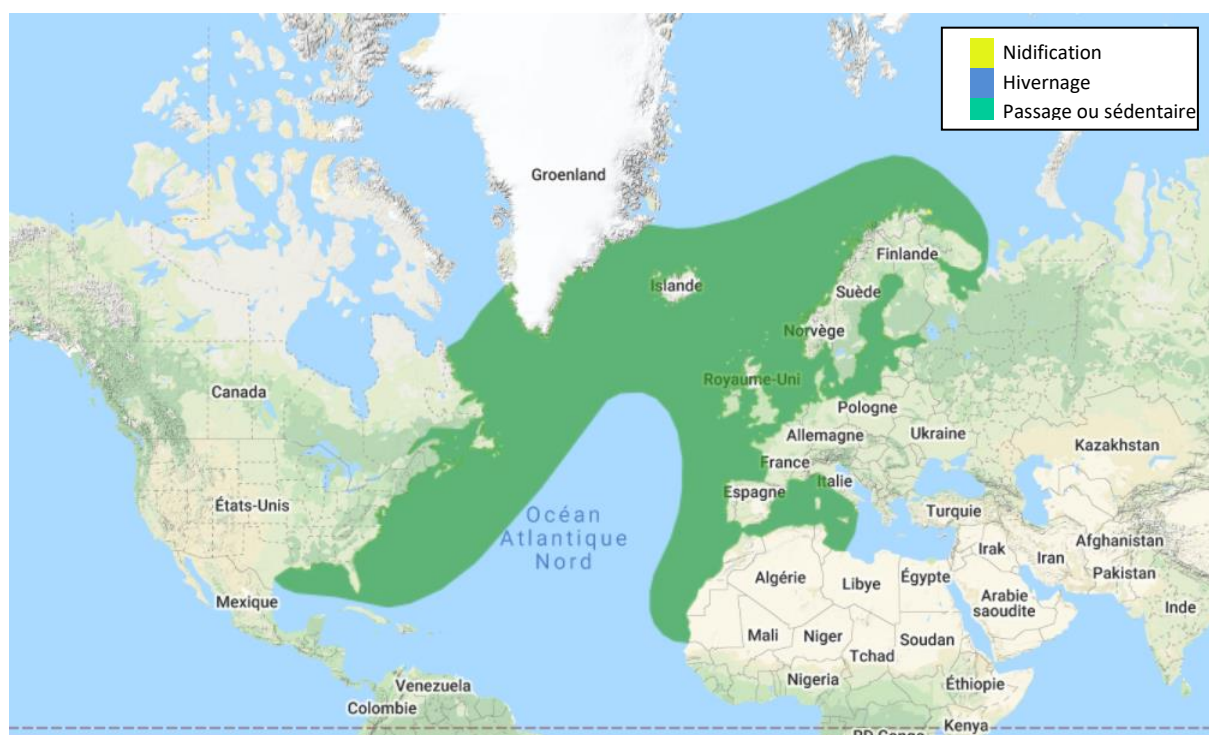 Nidification
Hivernage
Passage ou sédentaire
Groenland
Finlande
Islande
Suède
Norvège
Royaume-Uni
Canada
Pologne
Allemagne
Ukraine
Kazakhstan
France
Italie
Espagne
États-Unis
Turquie
Océan
Atlantique
Nord
Afghanistan
Irak
Iran
Pakistan
Algérie
Libye
Égypte
Arabie
saoudite
Mexique
Inde
Mali
Niger
Soudan
Tchad
Nigeria
Éthiopie
Venezuela
Colombie
Kenya